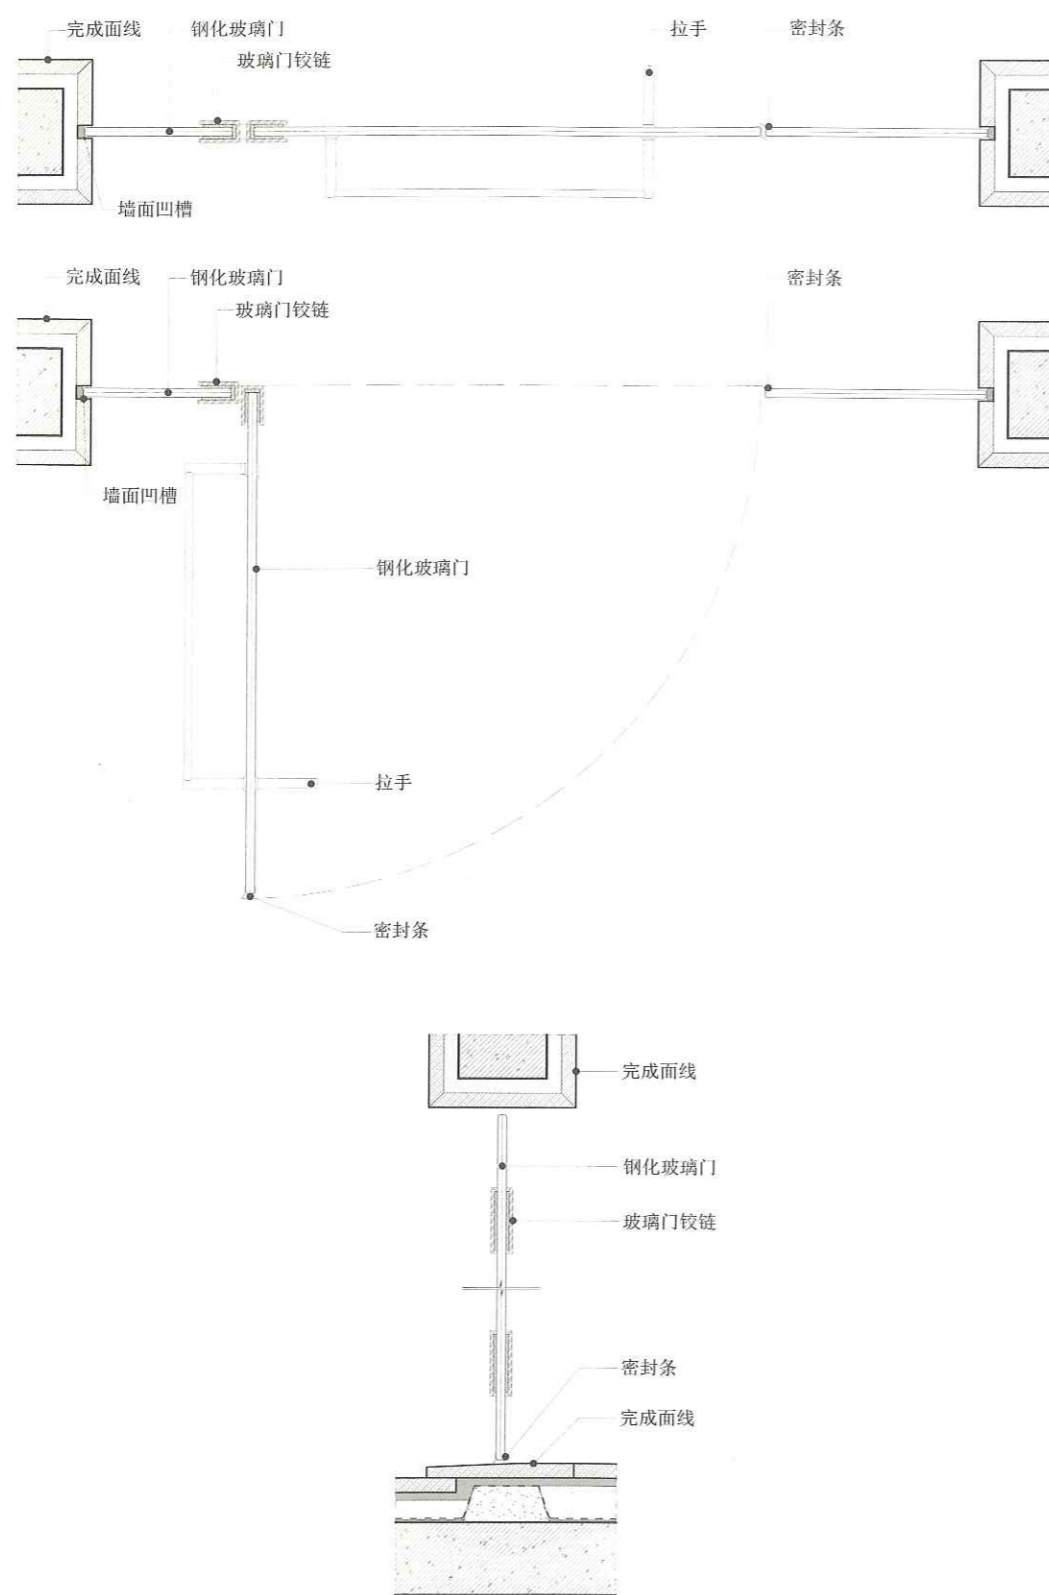 完成面线
钢化玻璃门
拉手
密封条
玻璃门铰链
墙面凹槽
完成面线
钢化玻璃门
密封条
玻璃门铰链
墙面凹槽
钢化玻璃门
拉手
密封条
完成面线
钢化玻璃门
玻璃门铰链
密封条
完成面线